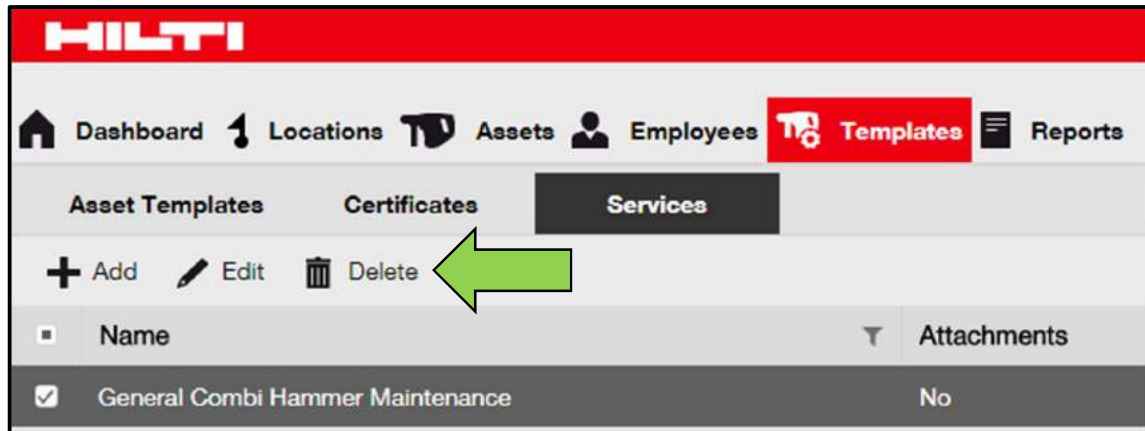 HILTI
Dashboard Locations Assets Employees Templates Reports
Asset Templates Certificates Services
Add Edit Delete
Name Attachments
General Combi Hammer Maintenance No